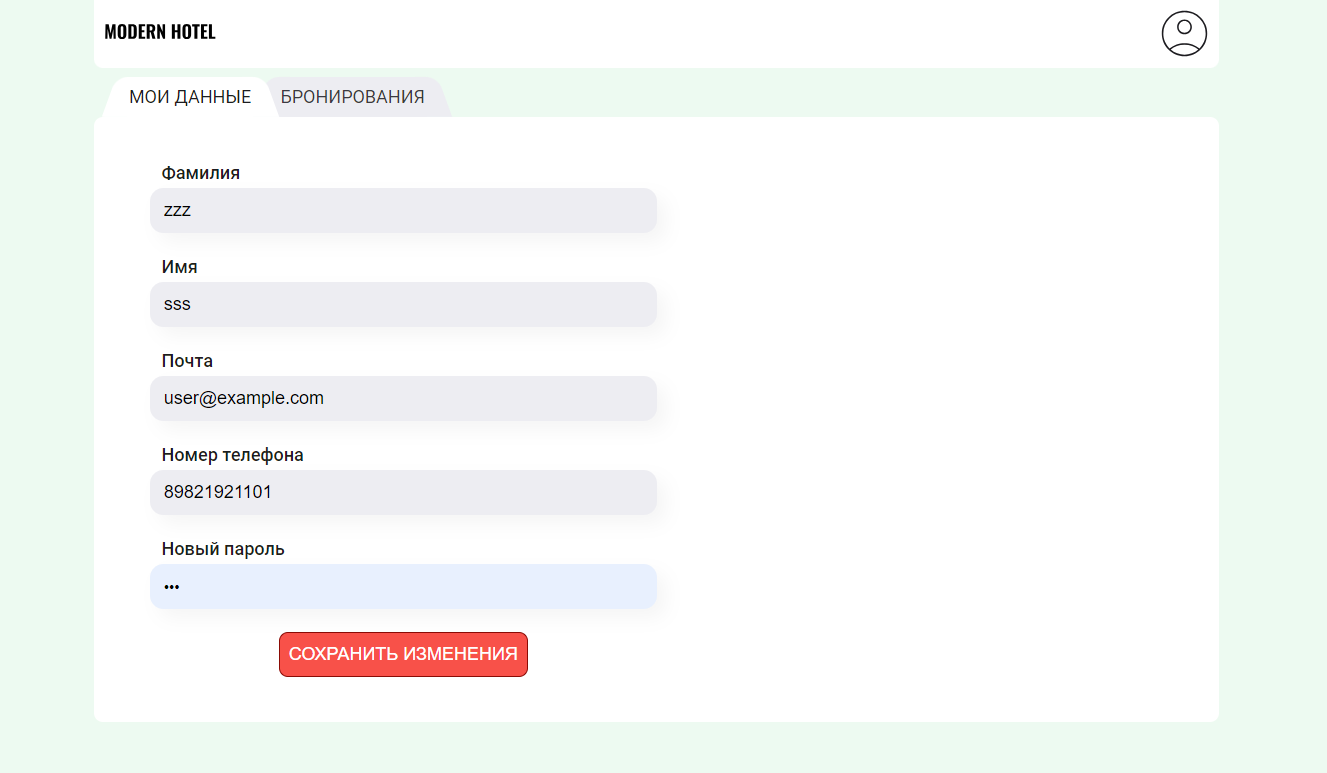 MODERN HOTEL
МОИ ДАННЫЕ БРОНИРОВАНИЯ
Фамилия
zzz
Имя
sss
Почта
user@example.com
Номер телефона
89821921101
Новый пароль
•••
СОХРАНИТЬ ИЗМЕНЕНИЯ